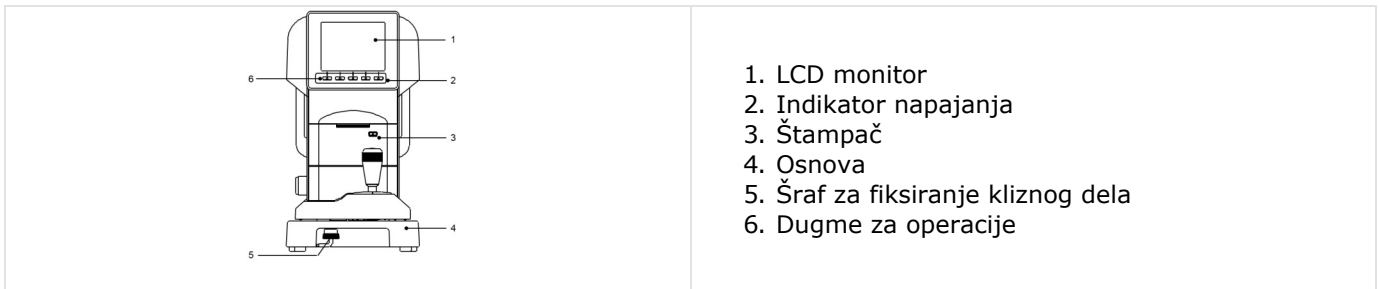 1
6
2
3
4
5
1. LCD monitor
2. Indikator napajanja
3. Štampač
4. Osnova
5. Šraf za fiksiranje kliznog dela
6. Dugme za operacije